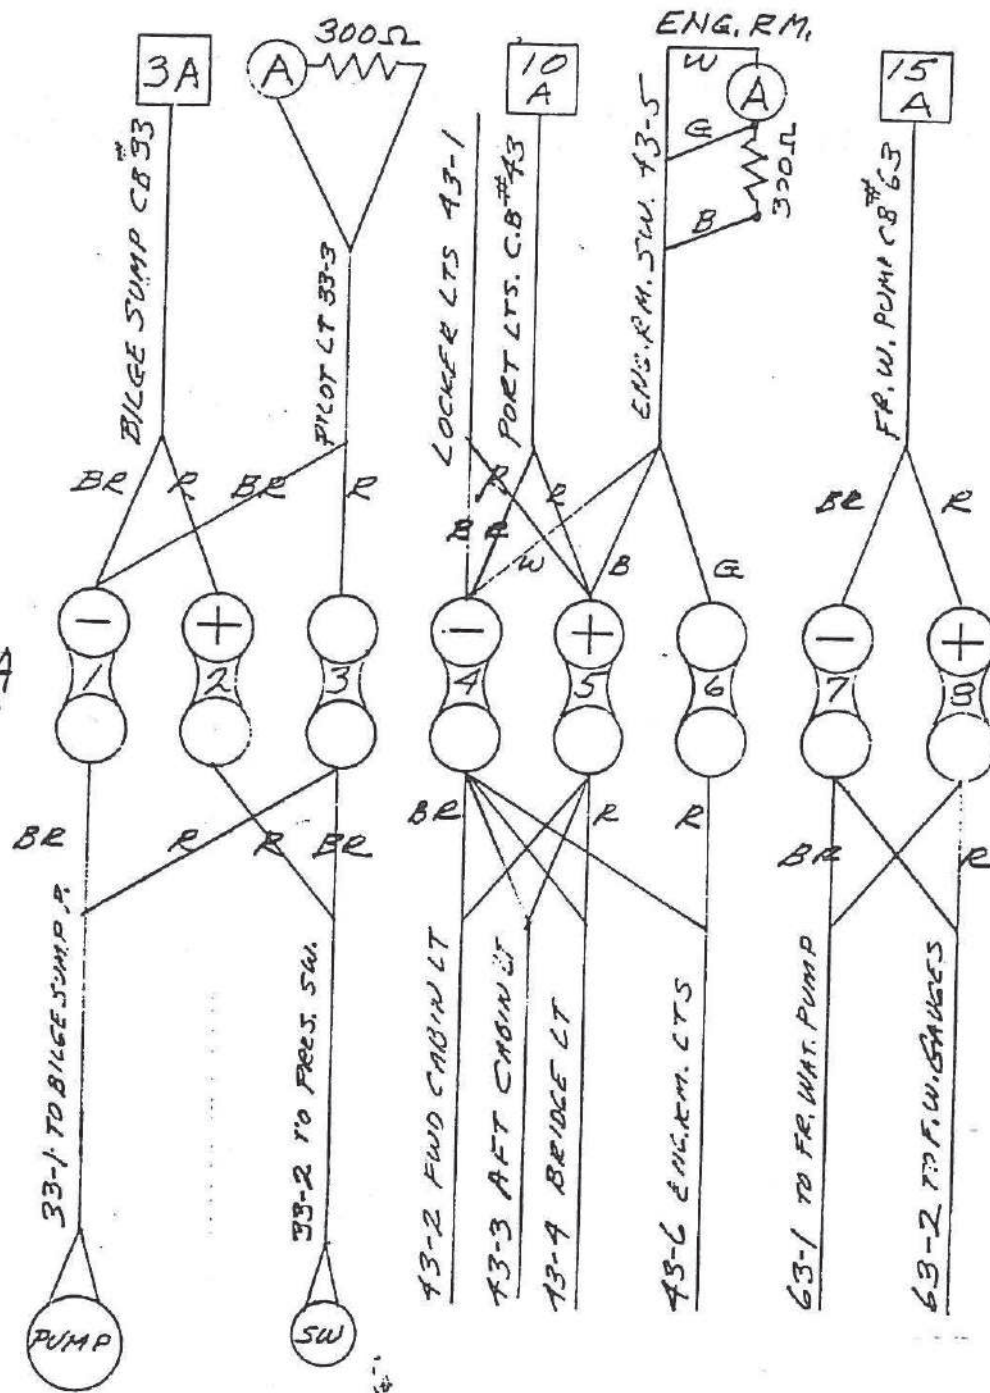 3A
A
300Ω
10
A
ENG. RM.
W
A
G
300Ω
B
15
A
BILGE SUMP CB #33
PILOT LT 33-3
LOCKER LTS 43-1
PORT LTS. C.B #43
ENG. RM. SW. 43-5
FR. W. PUMP CB #63
BR
R
BR
R
R
R
BR
W
B
G
BR
R
-
+
-
+
-
+
A
1
2
3
4
5
6
7
8
BR
R
R
BR
BR
R
R
BR
R
33-1 TO BILGE SUMP P.
33-2 TO PRES. SW.
43-2 FWD CABIN LT
43-3 AFT CABIN LT
43-4 BRIDGE LT
43-6 ENG. RM. LTS
63-1 TO FR. WAT. PUMP
63-2 TO F. W. GAUGES
PUMP
SW